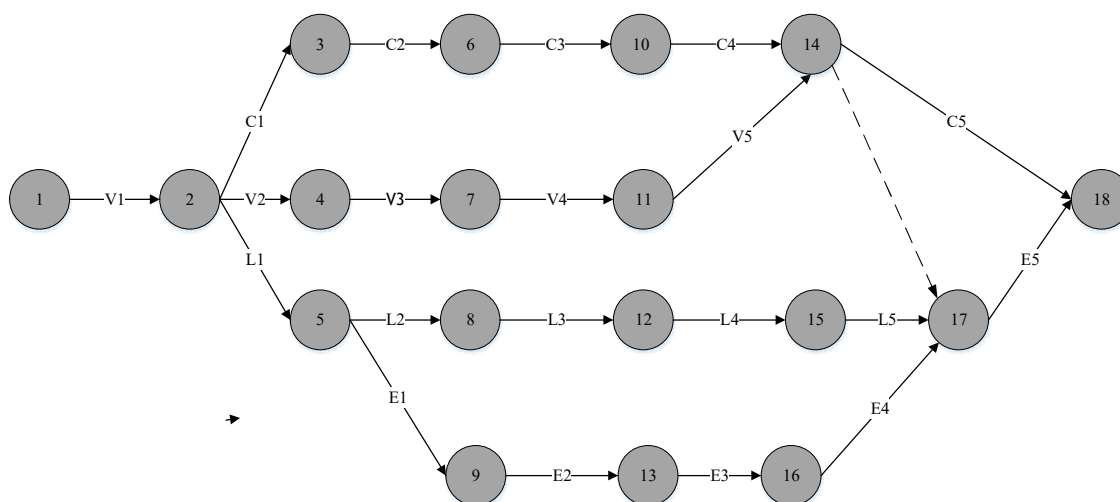 3 C2 6 C3 10 C4 14
C1 V5 C5
1 V1 2 V2 4 V3 7 V4 11 18
L1 E5
5 L2 8 L3 12 L4 15 L5 17
E1 E4
9 E2 13 E3 16